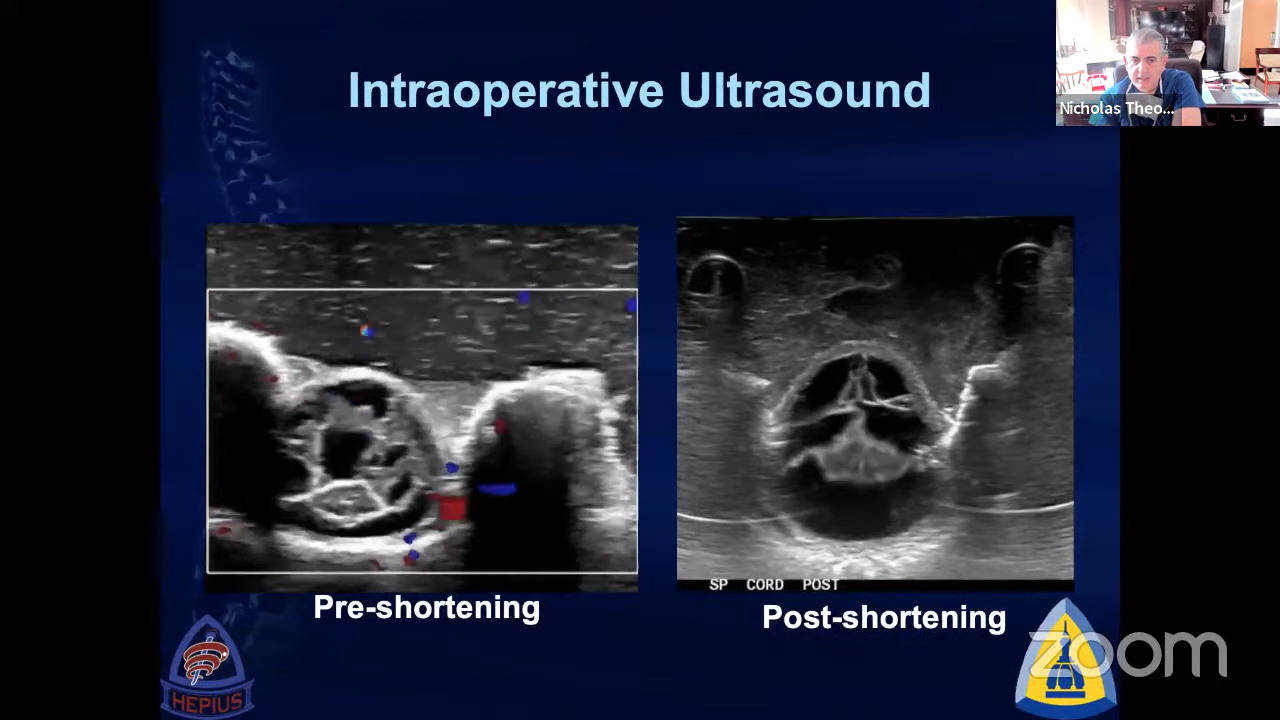 Intraoperative Ultrasound
Nicholas Theo...
SP CORD POST
Pre-shortening
Post-shortening
zoom
HEPIUS